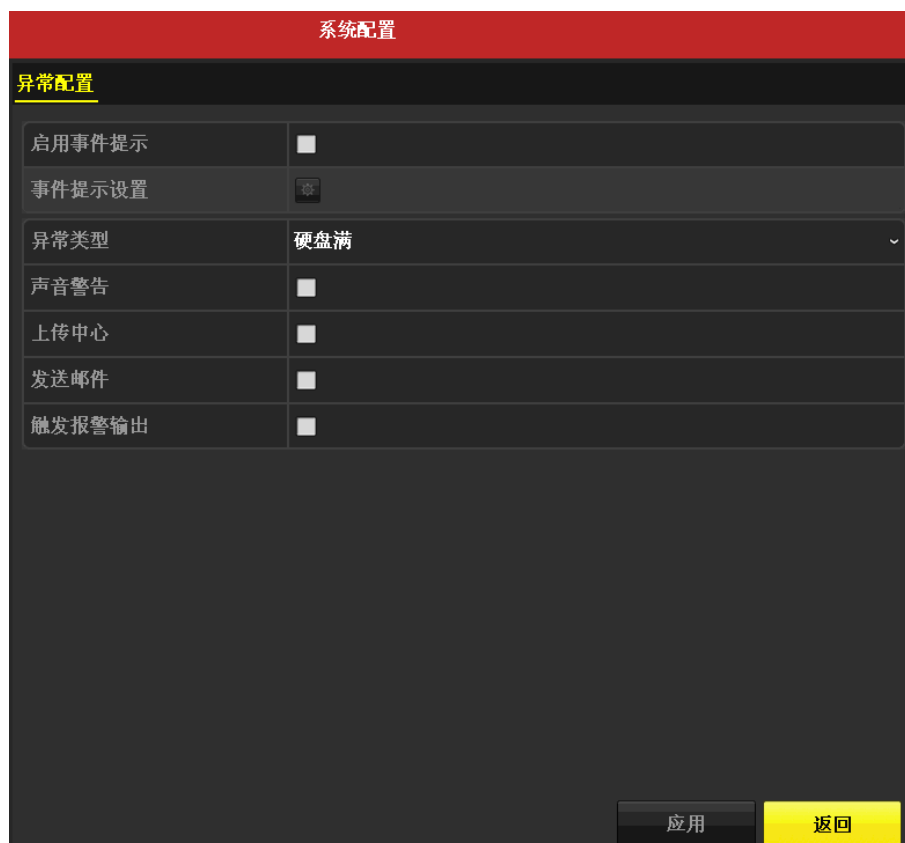 系统配置
异常配置
启用事件提示
事件提示设置
异常类型 硬盘满
声音警告
上传中心
发送邮件
触发报警输出
应用 返回